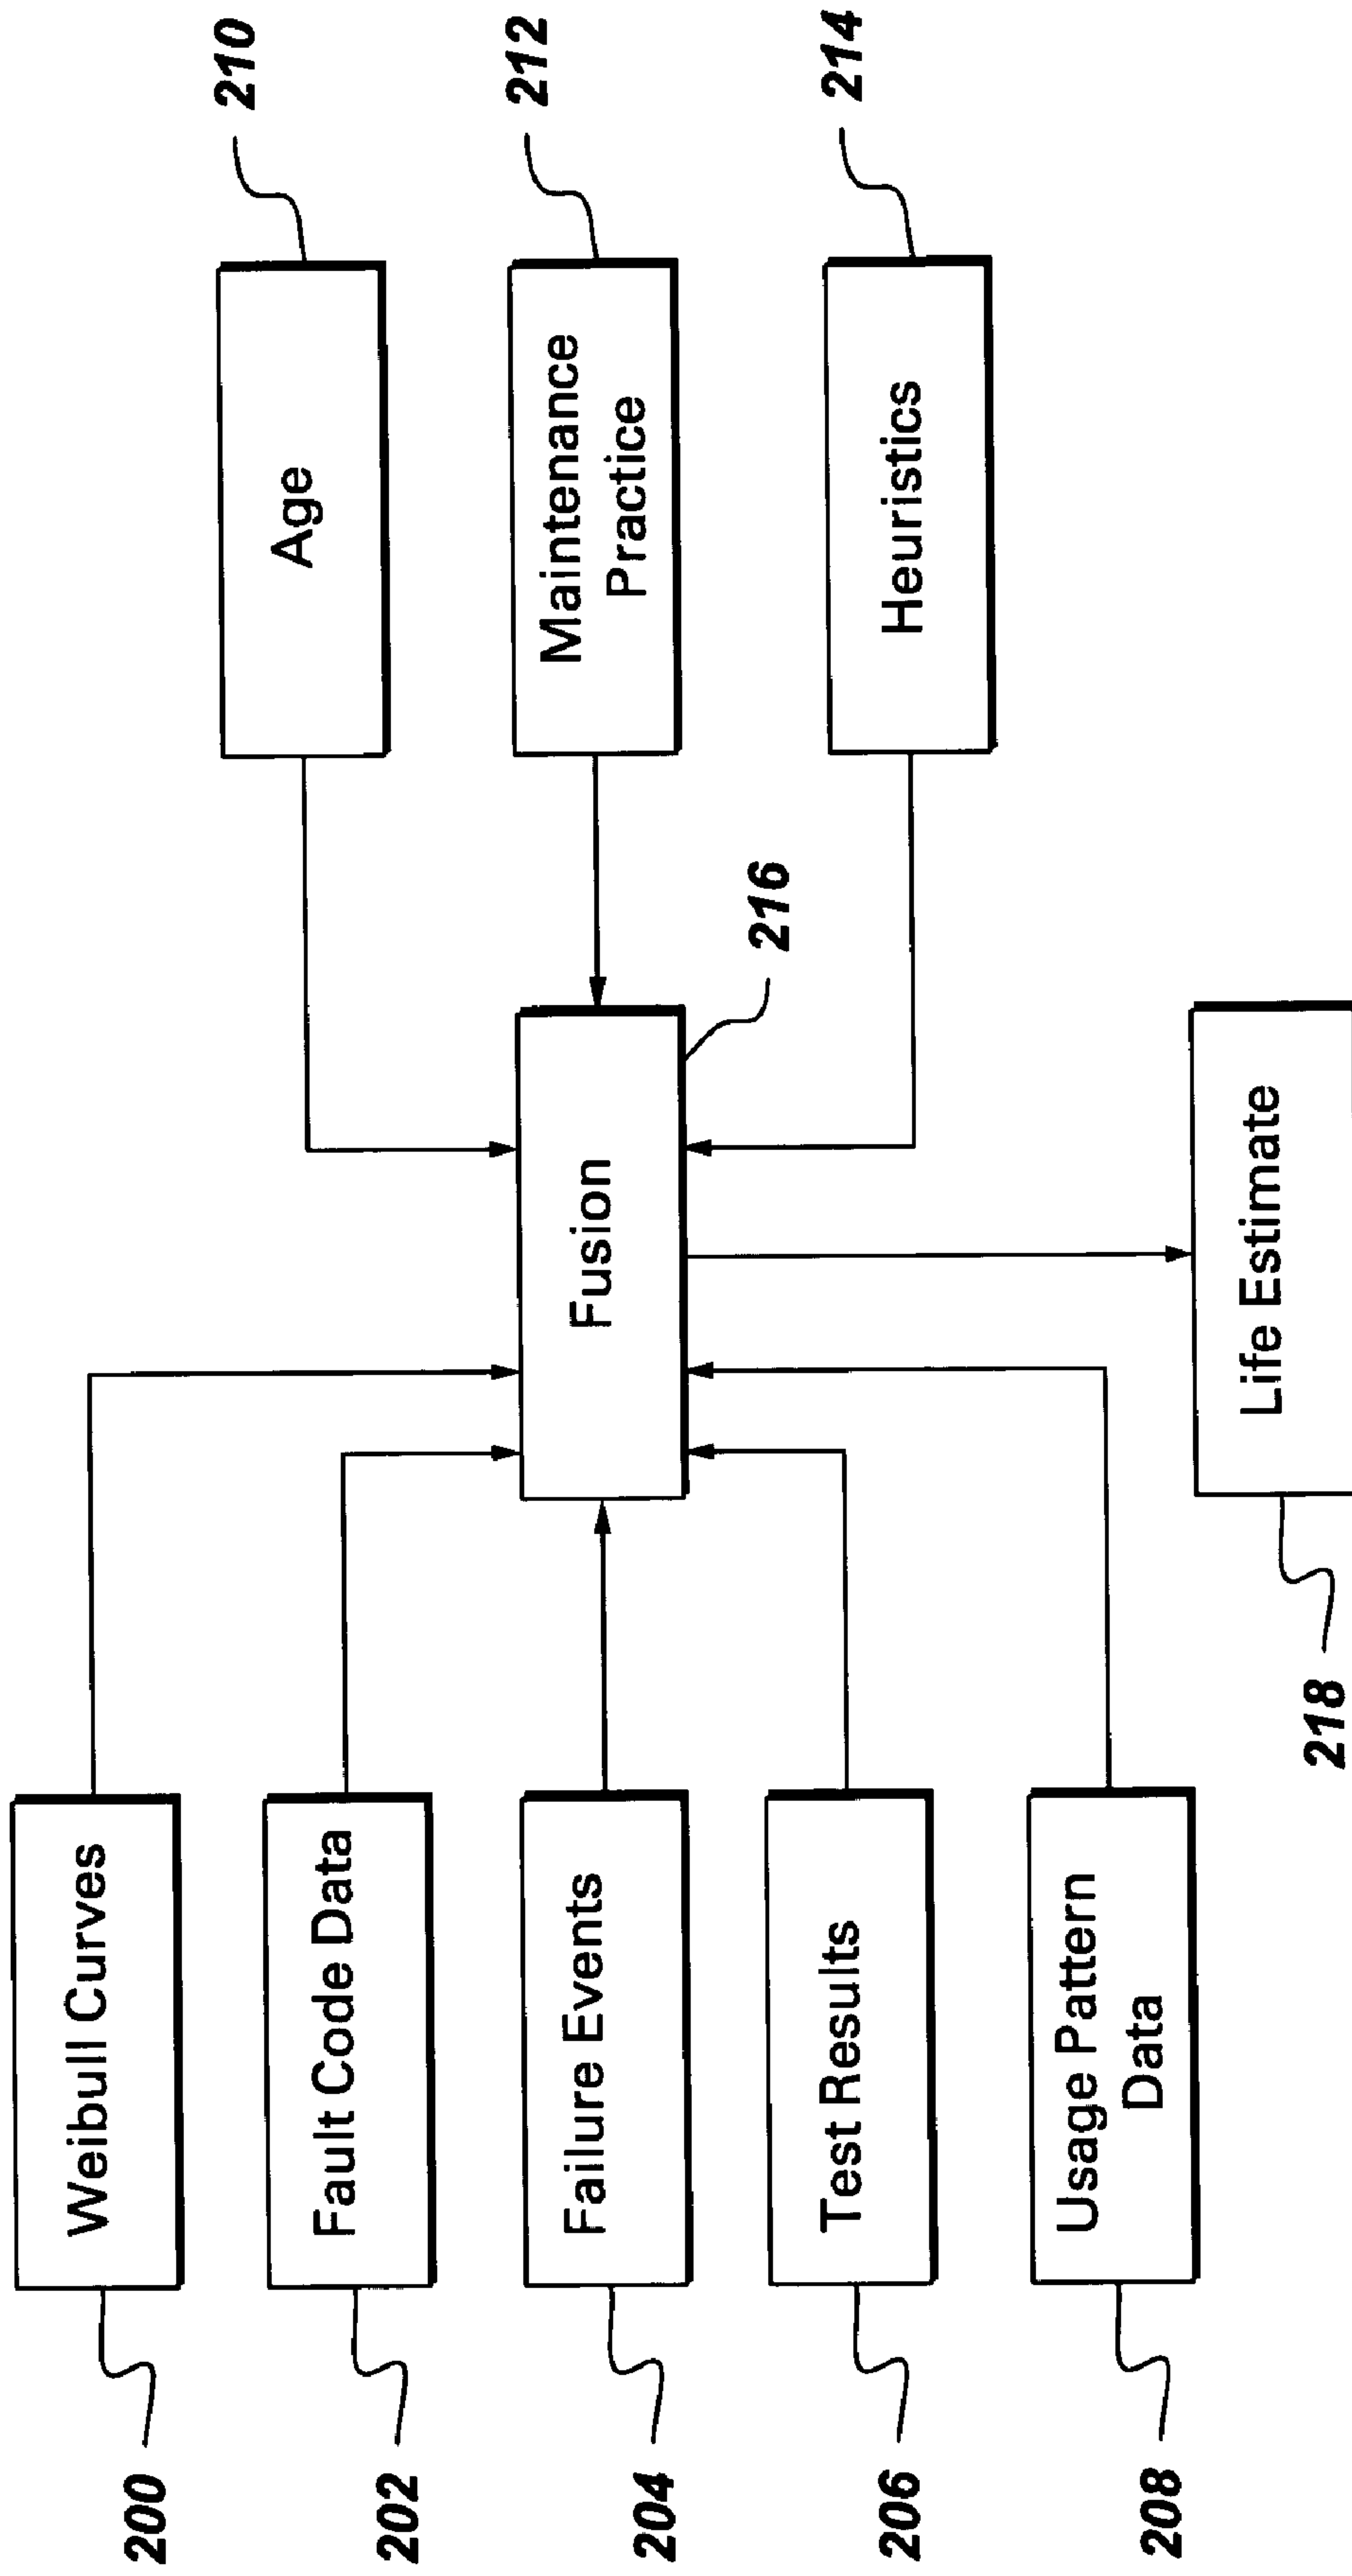 Weibull Curves
200
Fault Code Data
202
Failure Events
204
Test Results
206
Usage Pattern
Data
208
Age
210
Maintenance
Practice
212
Heuristics
214
Fusion
216
Life Estimate
218